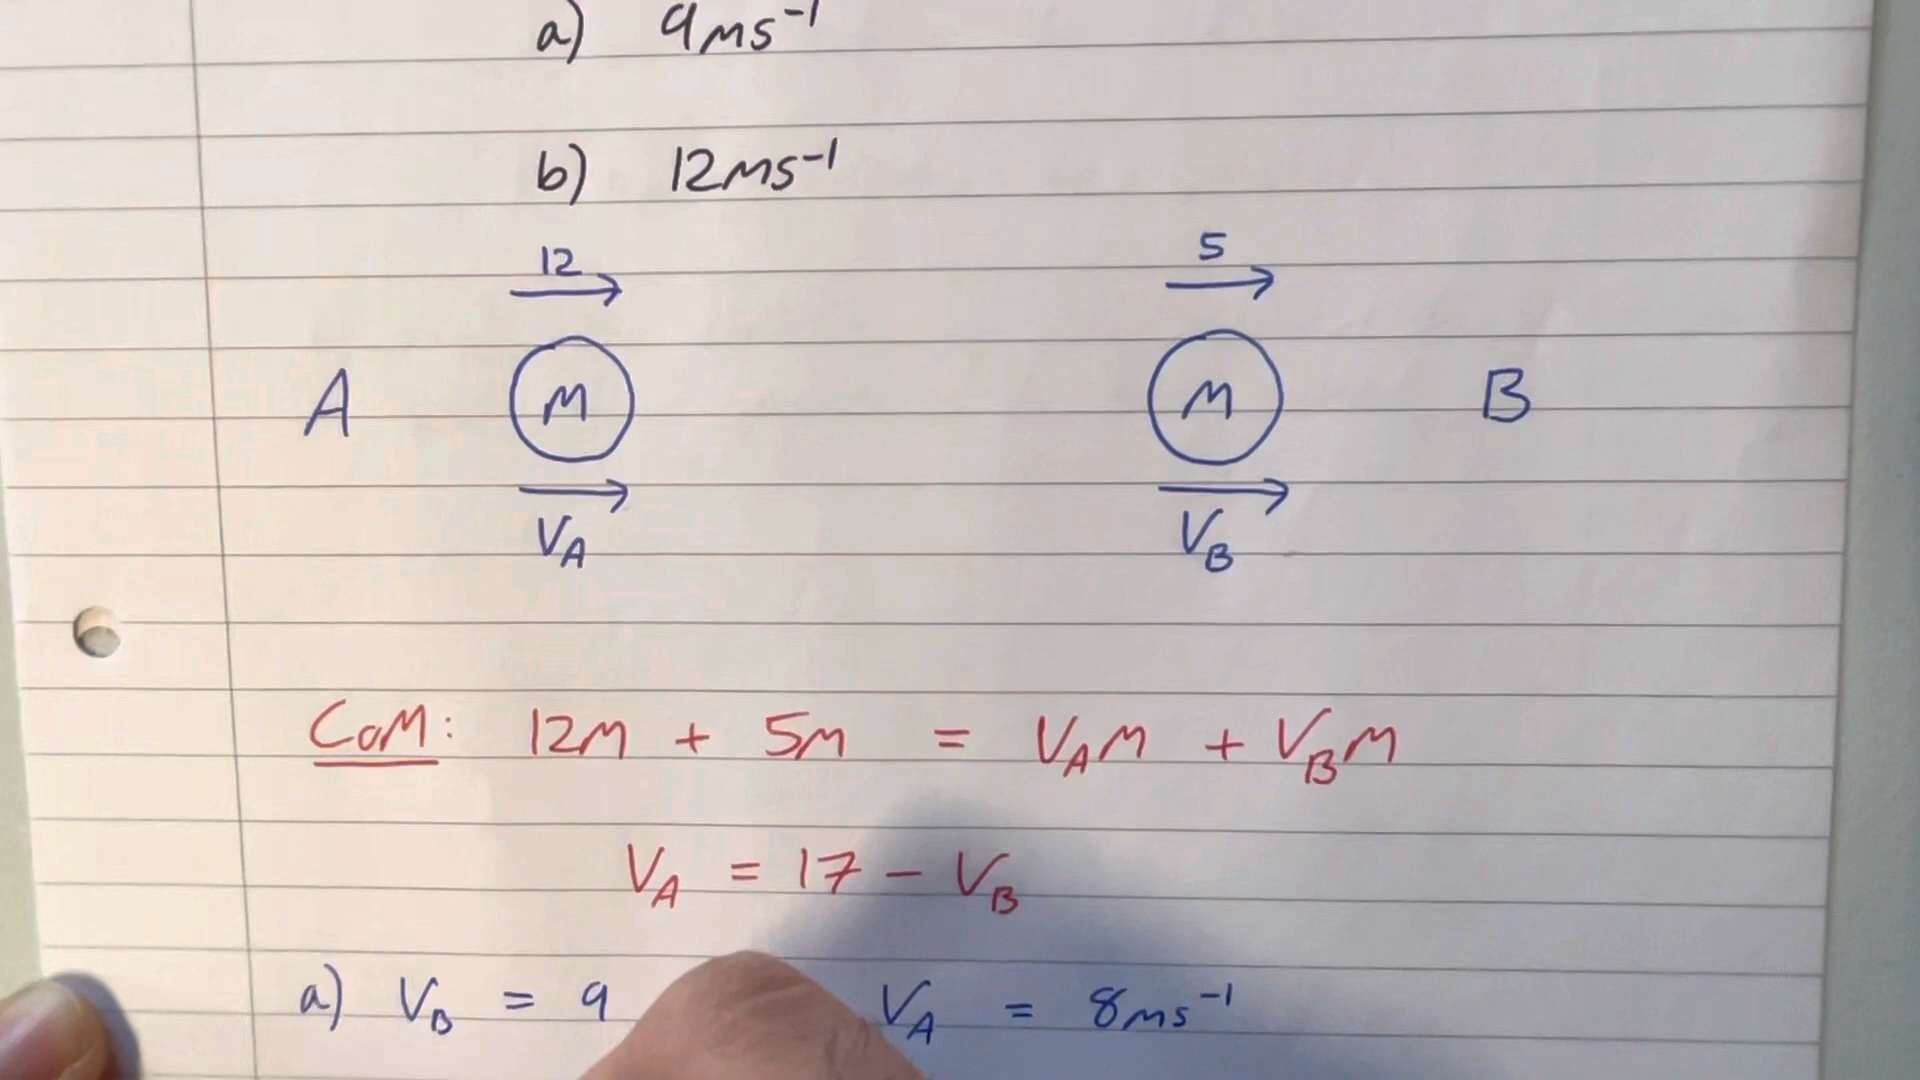 a) 9ms⁻¹
b) 12ms⁻¹
12 5
A M M B
V_A V_B
CoM: 12M + 5M = V_A M + V_B M
V_A = 17 - V_B
a) V_B = 9 V_A = 8ms⁻¹